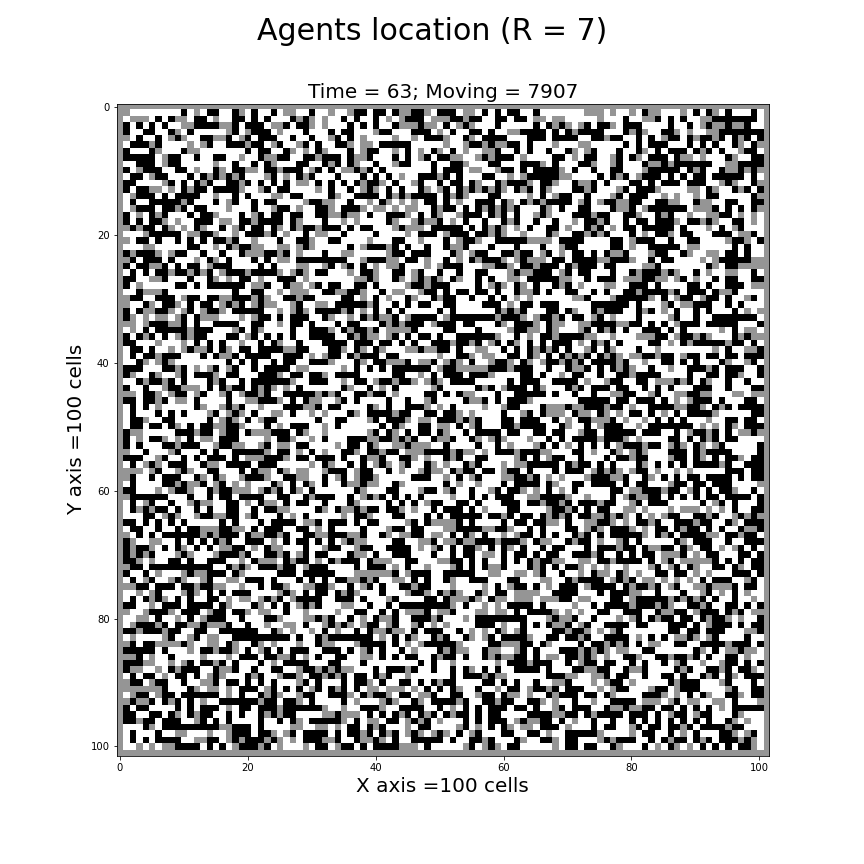 Agents location (R = 7)
Time = 63; Moving = 7907
0
20
40
60
80
100
Y axis =100 cells
0 20 40 60 80 100
X axis =100 cells